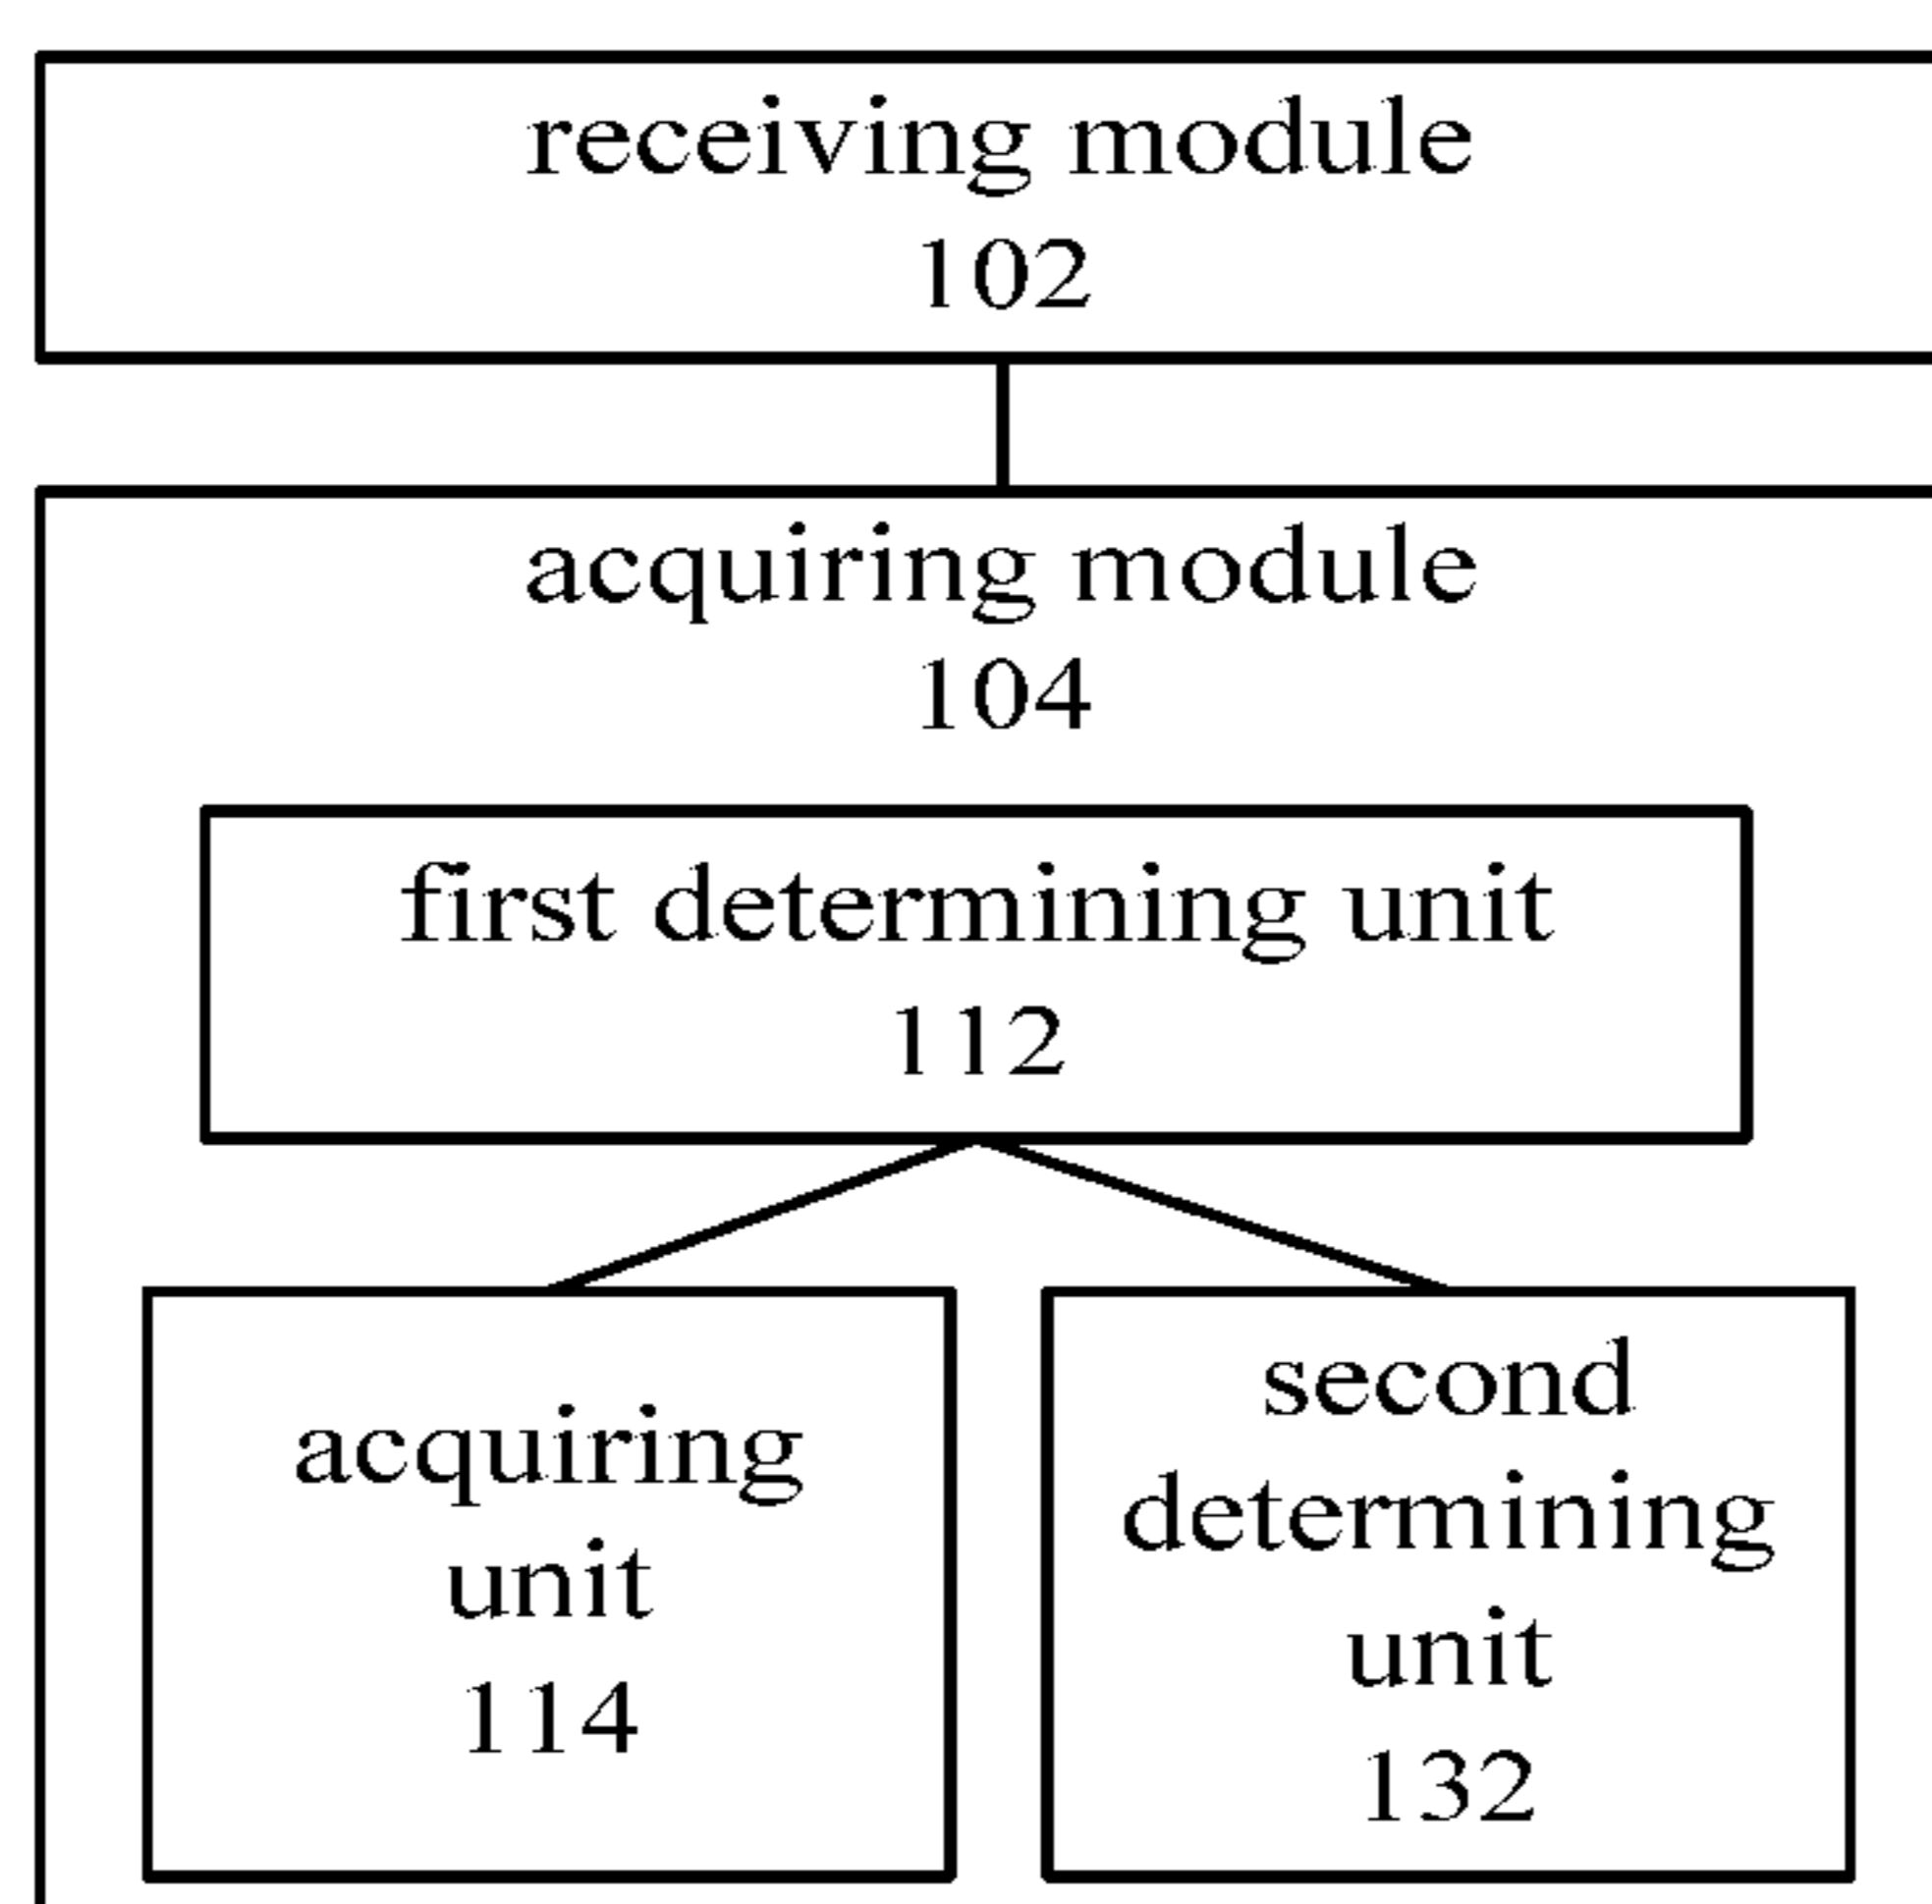 receiving module
102
acquiring module
104
first determining unit
112
acquiring
unit
114
second
determining
unit
132